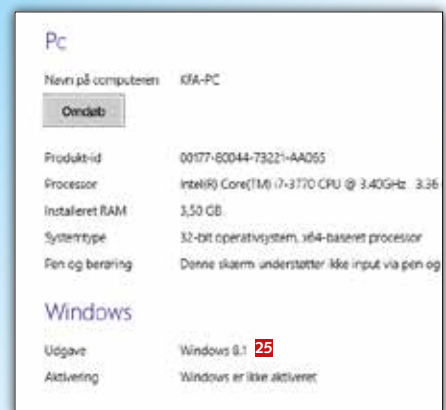 Pc
Navn på computeren KFA-PC
Omdøb
Produkt-id 00177-80044-73221-AA065
Processor Intel(R) Core(TM) i7-3770 CPU @ 3.40GHz 3.36
Installeret RAM 3,50 GB
Systemtype 32-bit operativsystem, x64-baseret processor
Pen og berøring Denne skærm understøtter ikke input via pen og
Windows
Udgave Windows 8.1 25
Aktivering Windows er ikke aktiveret